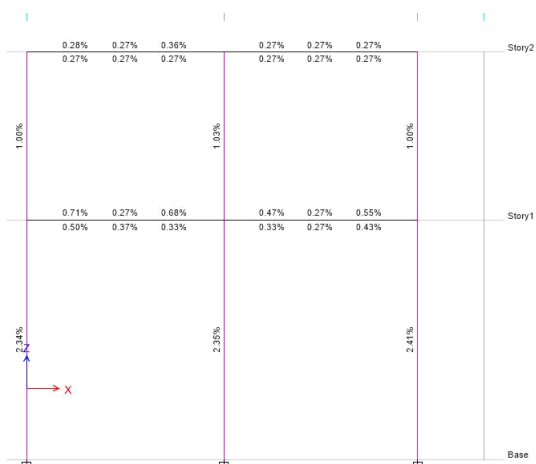 0.28% 0.27% 0.36% 0.27% 0.27% 0.27%
Story2
0.27% 0.27% 0.27% 0.27% 0.27% 0.27%
1.00% 1.03% 1.00%
0.71% 0.27% 0.68% 0.47% 0.27% 0.55%
Story1
0.50% 0.37% 0.33% 0.33% 0.27% 0.43%
2.34% 2.35% 2.41%
Z
X
Base